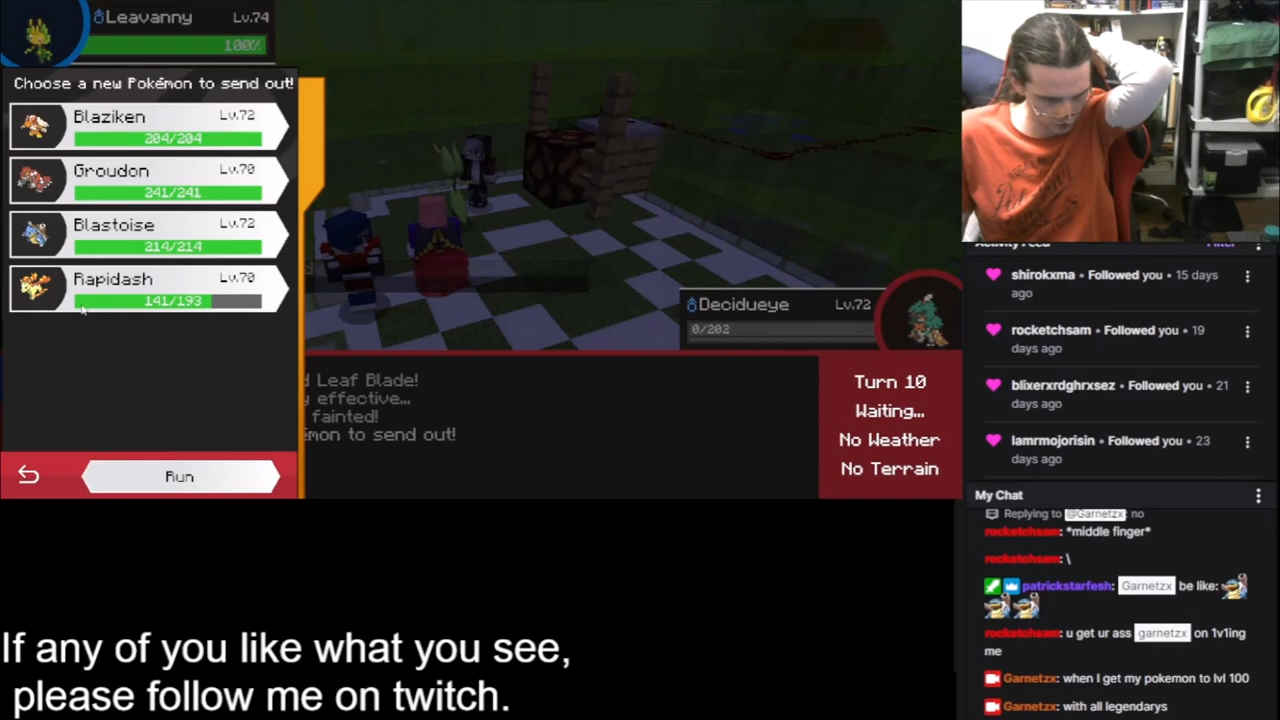 Leavanny Lv.74
100%
Choose a new Pokémon to send out!
Blaziken Lv.72
204/204
Groudon Lv.70
241/241
Blastoise Lv.72
214/214
Rapidash Lv.70
141/193
Run
Decidueye Lv.72
0/202
Leaf Blade!
effective...
fainted!
to send out!
Turn 10
Waiting...
No Weather
No Terrain
Activity Feed Filter
shirokxma • Followed you • 15 days
ago
rocketchsam • Followed you • 19
days ago
blixerxrdghrxsez • Followed you • 21
days ago
lamrmojorisin • Followed you • 23
days ago
My Chat
Replying to @Garnetzx: no
rocketchsam: *middle finger*
rocketchsam: \
patrickstarfesh: Garnetzx be like:
rocketchsam: u get ur ass garnetzx on 1v1ing
me
Garnetzx: when I get my pokemon to lvl 100
Garnetzx: with all legendarys
If any of you like what you see,
please follow me on twitch.